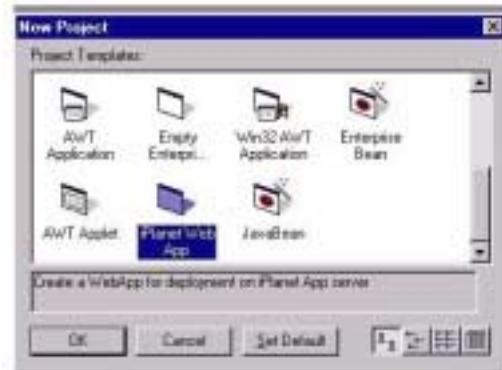 New Project
Project Templates:
AWT Application
Empty Enterpri...
Win32 AWT Application
Enterprise Bean
AWT Applet
iPlanet Web App
JavaBean
Create a WebApp for deployment on iPlanet App server
OK
Cancel
Set Default